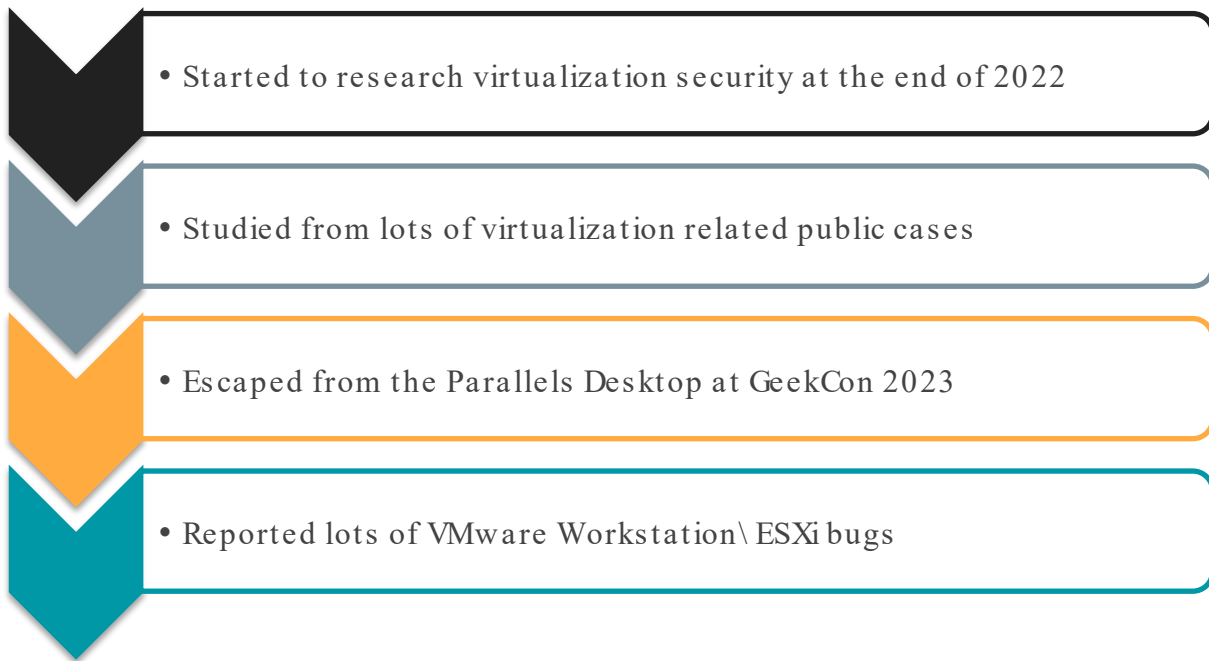 • Started to research virtualization security at the end of 2022
• Studied from lots of virtualization related public cases
• Escaped from the Parallels Desktop at GeekCon 2023
• Reported lots of VMware Workstation\ ESXi bugs